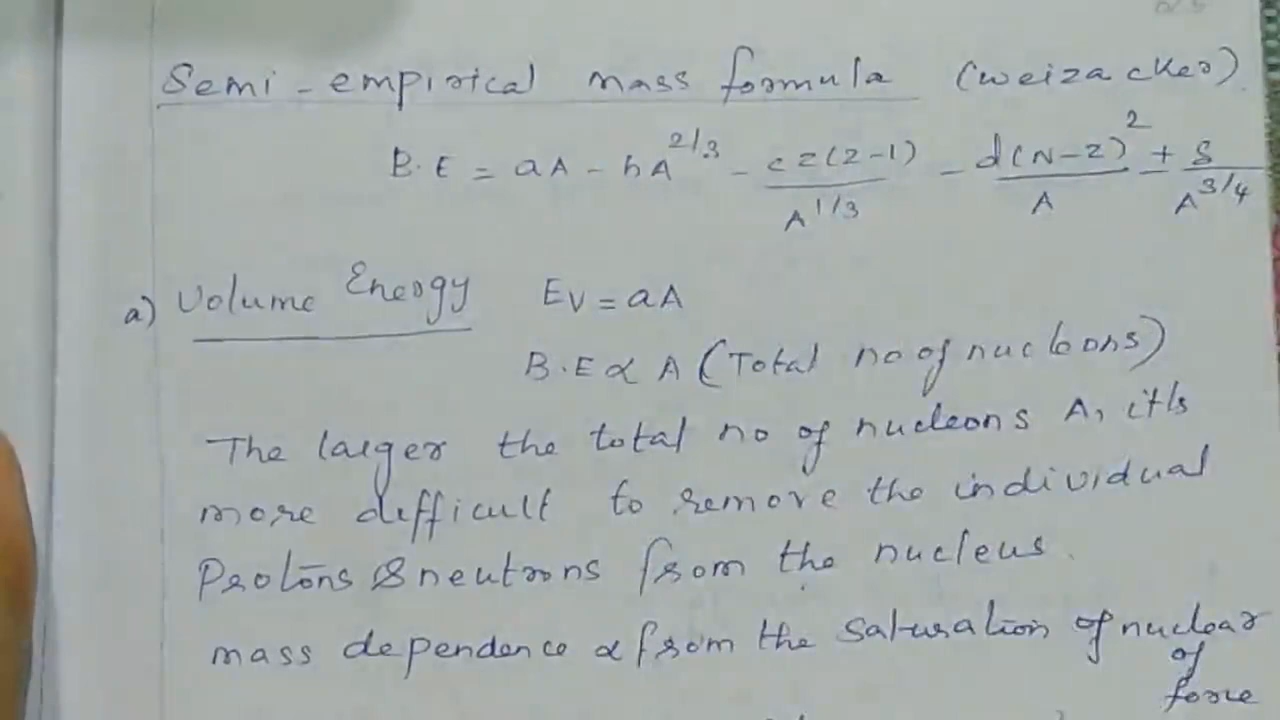 Semi-empirical mass formula (Weizacker)
B.E = aA - bA^2/3 - cZ(Z-1)/A^1/3 - d(N-Z)^2/A ± δ/A^3/4
a) Volume Energy Ev = aA
B.E ∝ A (Total no of nucleons)
The larger the total no of nucleons A, it is
more difficult to remove the individual
Protons & neutrons from the nucleus.
mass dependence ∝ from the saturation of nuclear
of
force